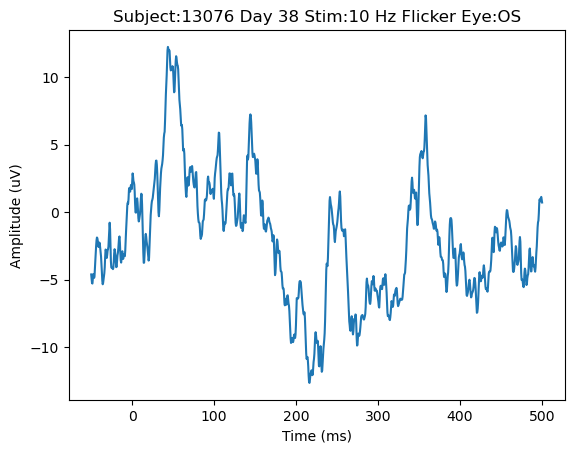 Subject:13076 Day 38 Stim:10 Hz Flicker Eye:OS
Amplitude (uV)
10
5
0
−5
−10
0 100 200 300 400 500
Time (ms)